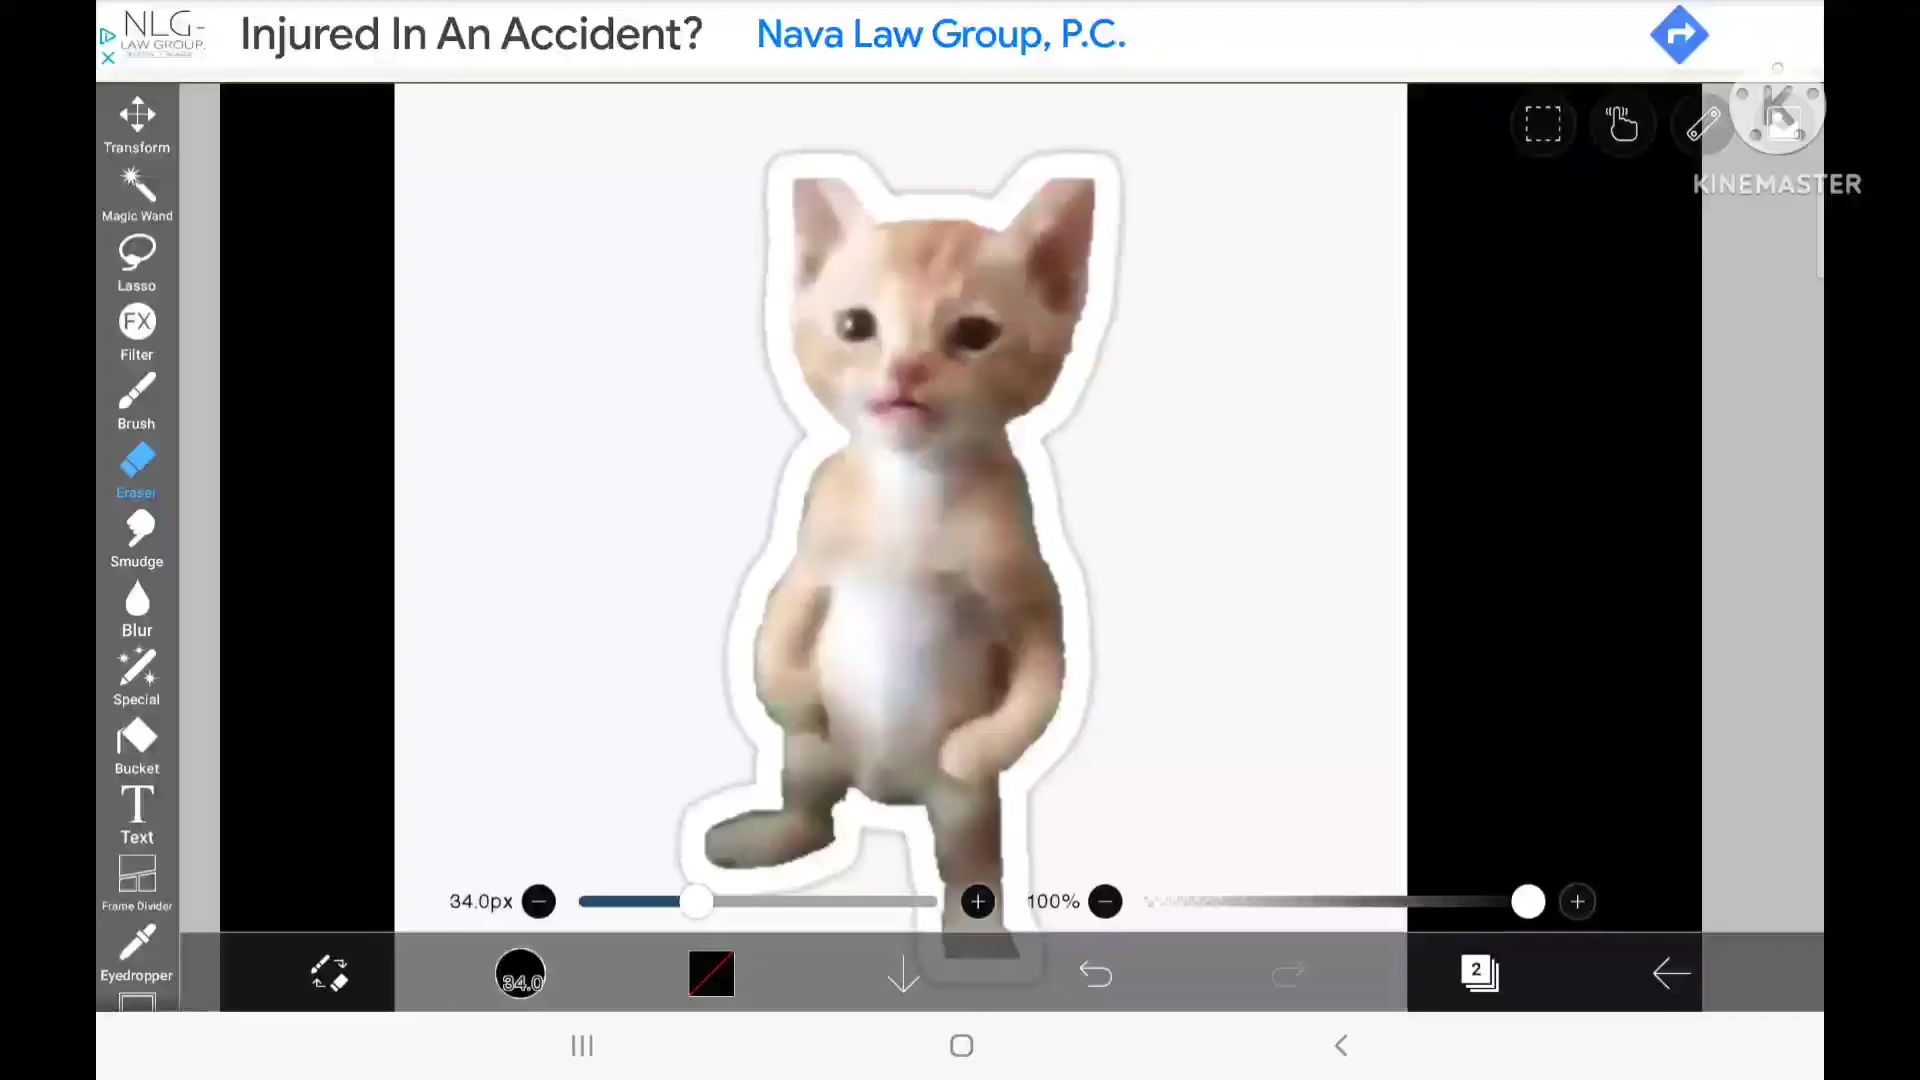 NLG-
LAW GROUP,
Injured In An Accident?
Nava Law Group, P.C.
KINEMASTER
Transform
Magic Wand
Lasso
FX
Filter
Brush
Eraser
Smudge
Blur
Special
Bucket
T
Text
Frame Divider
Eyedropper
34.0px
100%
34.0
2